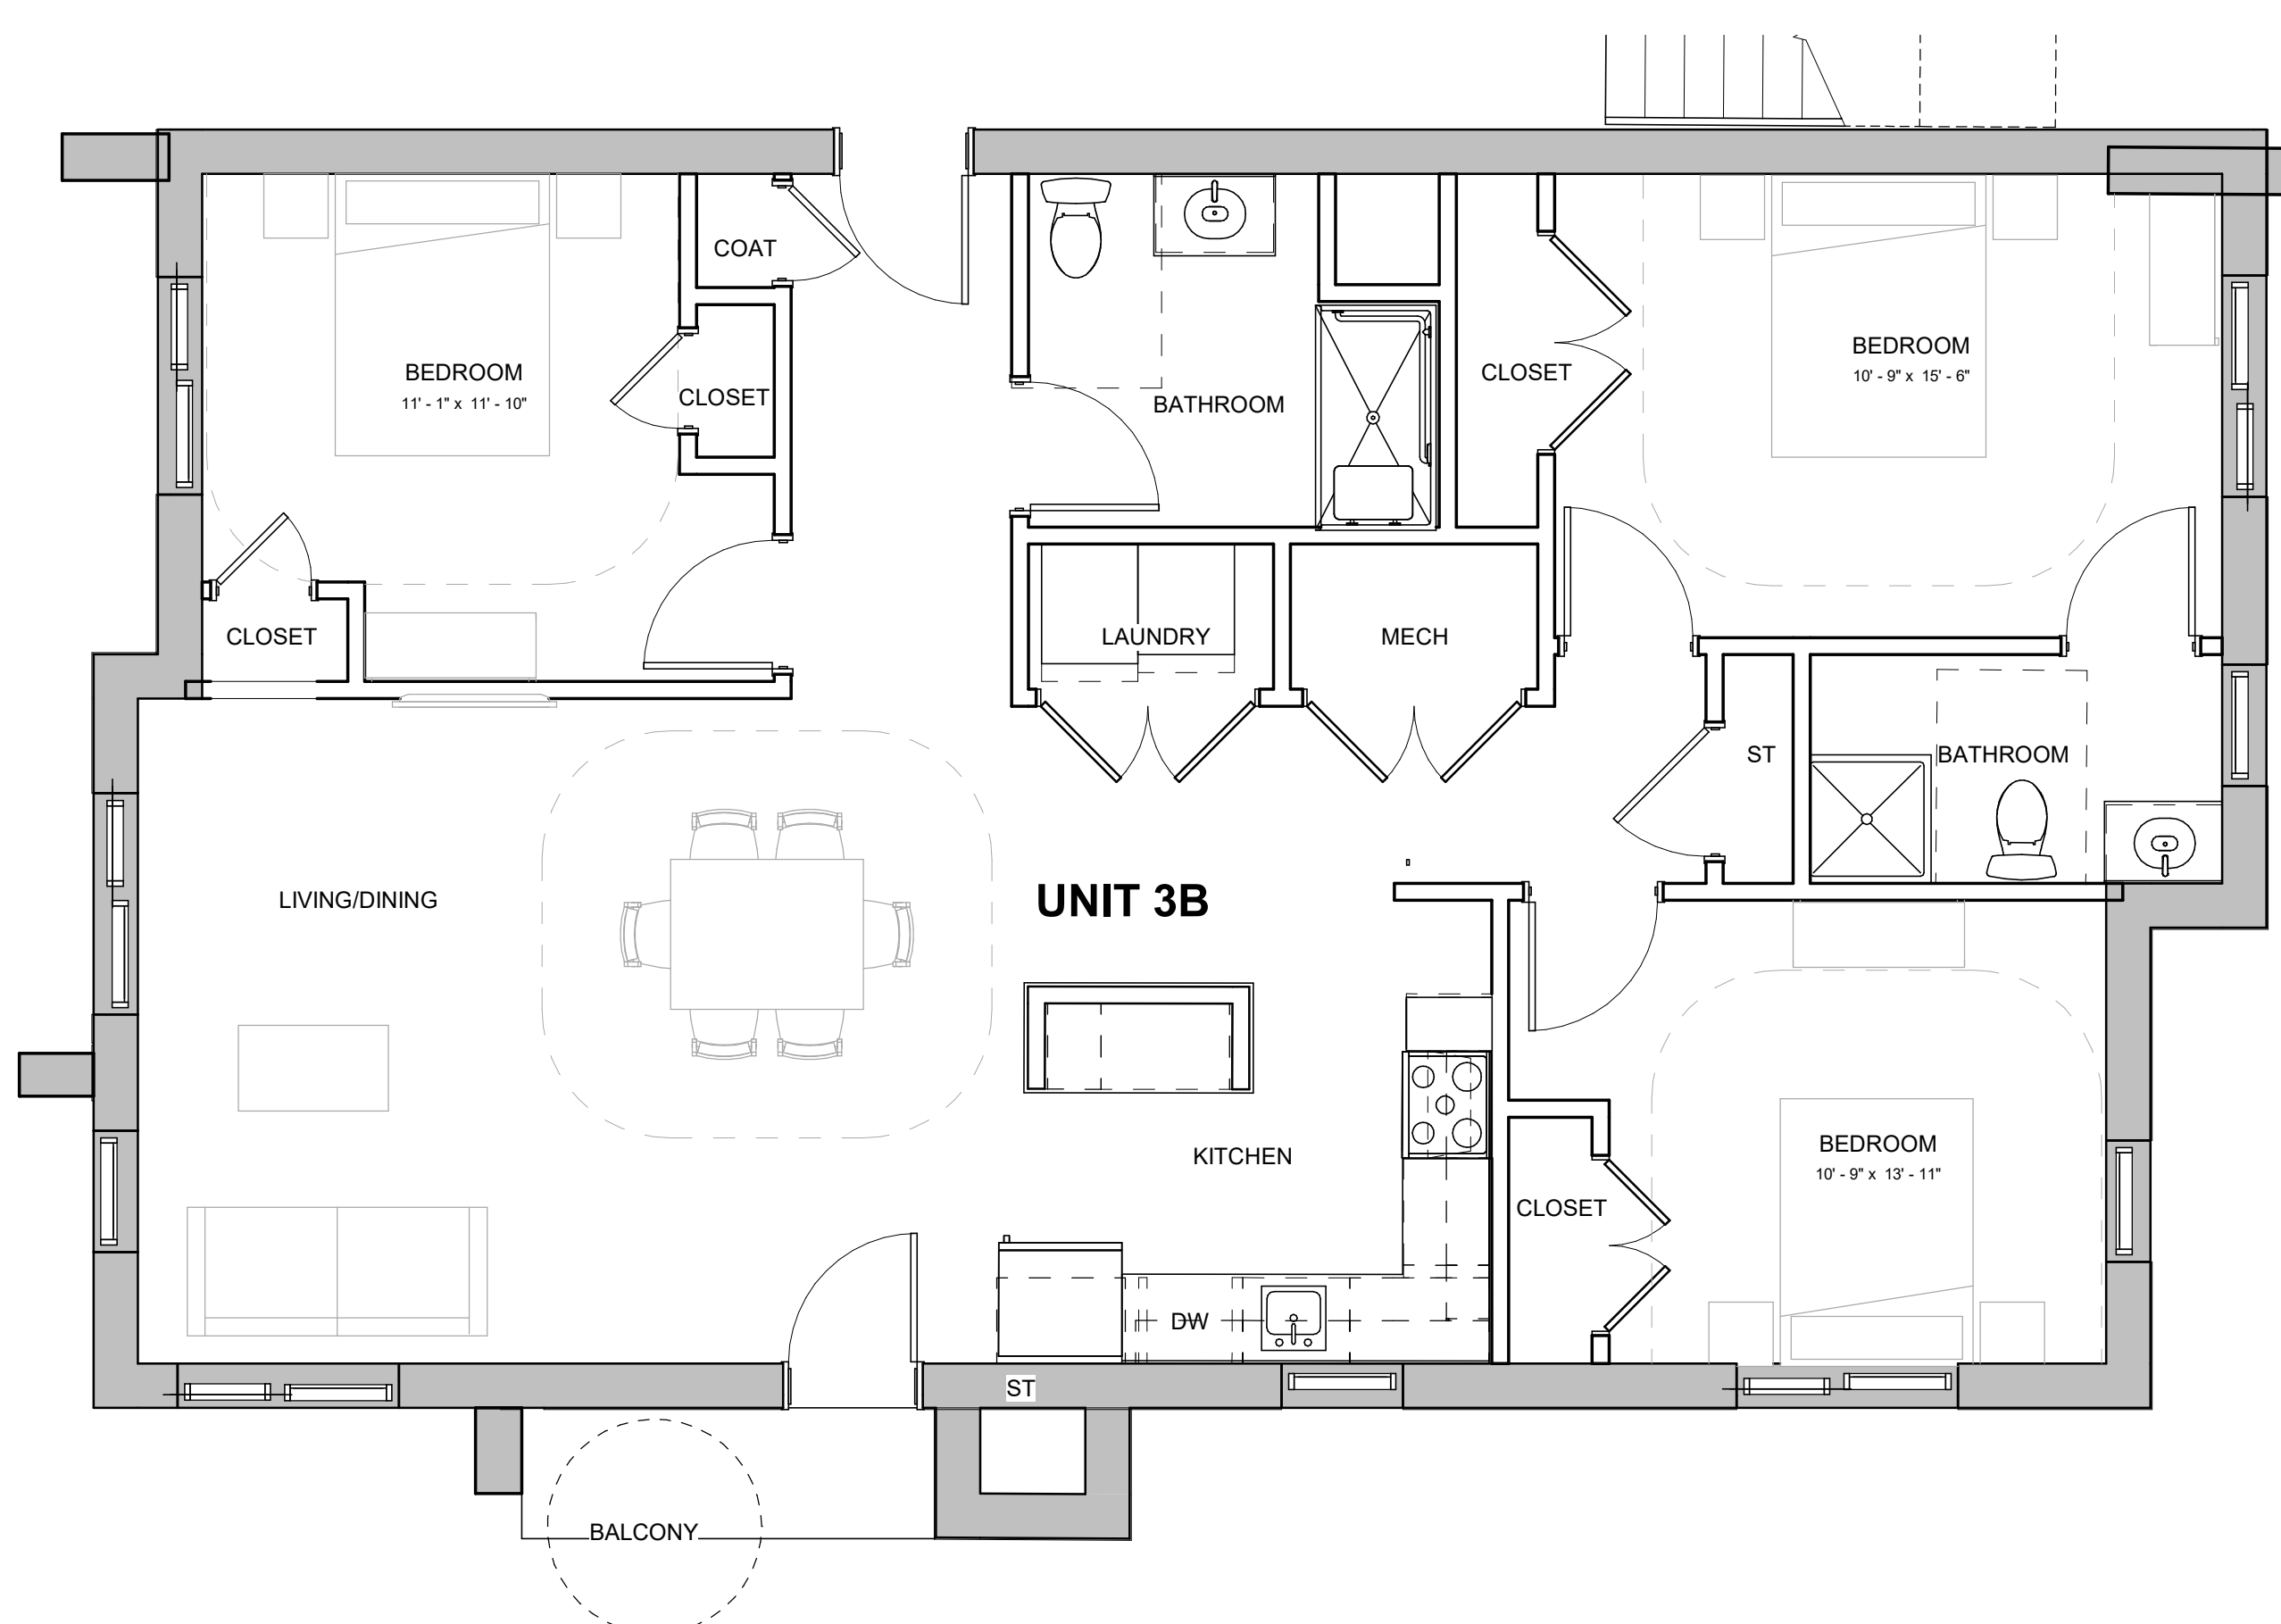 COAT
BEDROOM
11' - 1" x 11' - 10"
CLOSET
BATHROOM
CLOSET
BEDROOM
10' - 9" x 15' - 6"
CLOSET
LAUNDRY
MECH
ST
BATHROOM
LIVING/DINING
UNIT 3B
KITCHEN
BEDROOM
10' - 9" x 13' - 11"
CLOSET
DW
ST
BALCONY